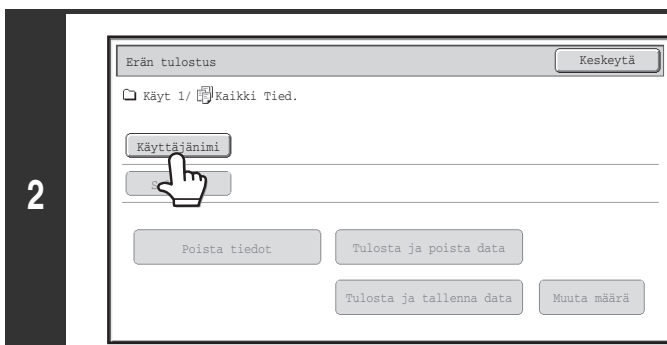 2
Erän tulostus Keskeytä
Käyt 1/ Kaikki Tied.
Käyttäjänimi
Poista tiedot Tulosta ja poista data
Tulosta ja tallenna data Muuta määrä